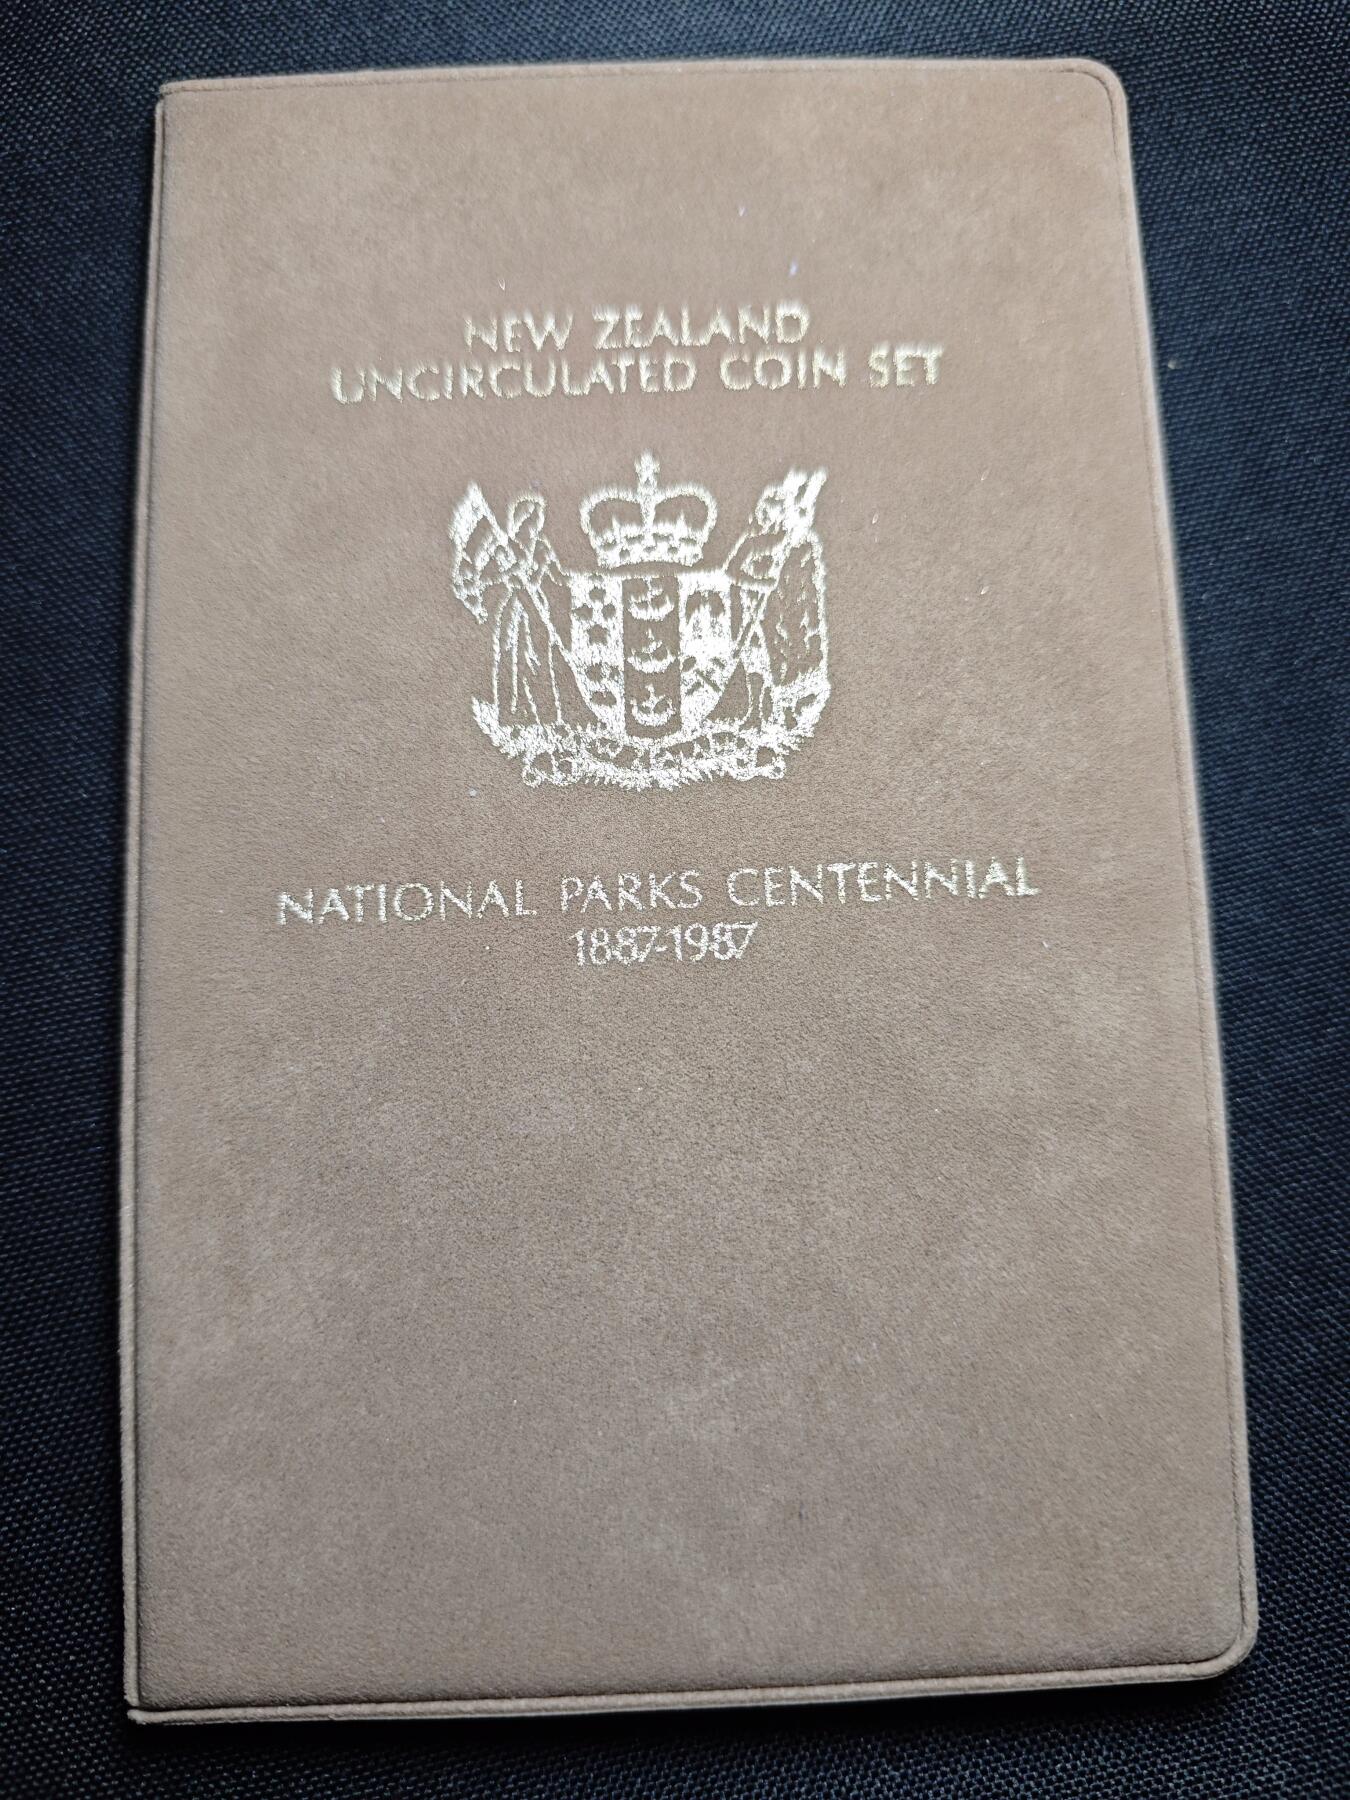 NEW ZEALAND
UNCIRCULATED COIN SET
NATIONAL PARKS CENTENNIAL
1887-1987